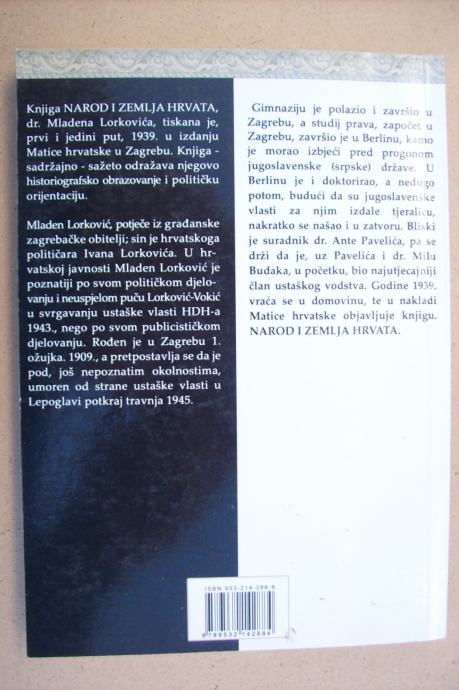 Knjiga NAROD I ZEMLJA HRVATA,
dr. Mladena Lorkovića, tiskana je,
prvi i jedini put, 1939. u izdanju
Matice hrvatske u Zagrebu. Knjiga -
sadržajno - sažeto odražava njegovo
historiografsko obrazovanje i političku
orijentaciju.
Mladen Lorković, potječe iz građanske
zagrebačke obitelji; sin je hrvatskoga
političara Ivana Lorkovića. U hr-
vatskoj javnosti Mladen Lorković je
poznatiji po svom političkom djelo-
vanju i neuspjelom puču Lorković-Vokić
u svrgavanju ustaške vlasti HDH-a
1943., nego po svom publicističkom
djelovanju. Rođen je u Zagrebu 1.
ožujka. 1909., a pretpostavlja se da je
pod, još nepoznatim okolnostima,
umoren od strane ustaške vlasti u
Lepoglavi potkraj travnja 1945.
Gimnaziju je polazio i završio u
Zagrebu, a studij prava, započet u
Zagrebu, završio je u Berlinu, kamo
je morao izbjeći pred progonom
jugoslavenske (srpske) države. U
Berlinu je i doktorirao, a nedugo
potom, budući da su jugoslavenske
vlasti za njim izdale tjeralicu,
nakratko se našao i u zatvoru. Bliski
je suradnik dr. Ante Pavelića, pa se
drži da je, uz Pavelića i dr. Milu
Budaka, u početku, bio najutjecajniji
član ustaškog vodstva. Godine 1939.
vraća se u domovinu, te u nakladi
Matice hrvatske objavljuje knjigu.
NAROD I ZEMLJA HRVATA.
ISBN 953-214-288-6
9789532142884